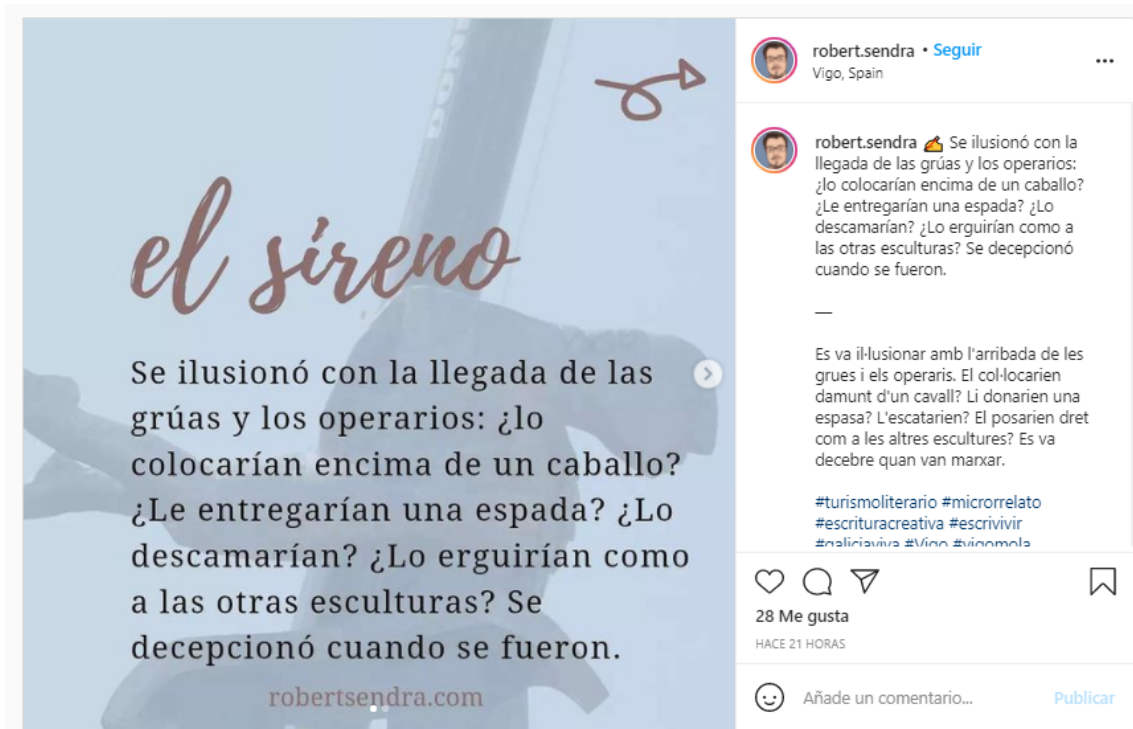 DONI
el sireno
Se ilusionó con la llegada de las
grúas y los operarios: ¿lo
colocarían encima de un caballo?
¿Le entregarían una espada? ¿Lo
descamarían? ¿Lo erguirían como
a las otras esculturas? Se
decepcionó cuando se fueron.
robertsendra.com
robert.sendra • Seguir
Vigo, Spain
robert.sendra ✍️ Se ilusionó con la
llegada de las grúas y los operarios:
¿lo colocarían encima de un caballo?
¿Le entregarían una espada? ¿Lo
descamarían? ¿Lo erguirían como a
las otras esculturas? Se decepcionó
cuando se fueron.
—
Es va il·lusionar amb l'arribada de les
grues i els operaris. El col·locarien
damunt d'un cavall? Li donarien una
espasa? L'escatarien? El posarien dret
com a les altres escultures? Es va
decebre quan van marxar.
#turismoliterario #microrrelato
#escrituracreativa #escrivivir
#galiciaviva #Vigo #vigomola
28 Me gusta
HACE 21 HORAS
Añade un comentario...
Publicar